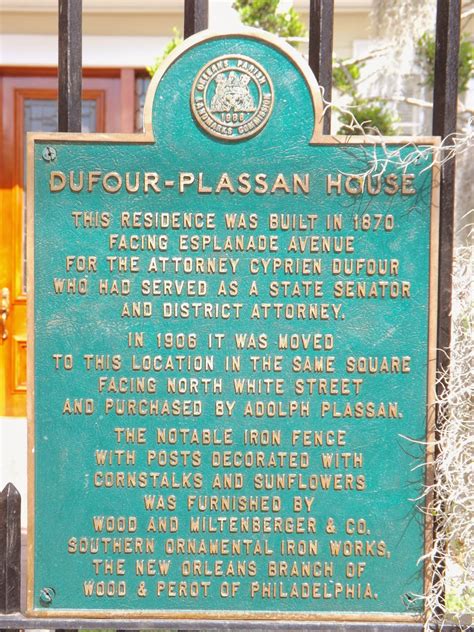 ORLEANS PARISH
LANDMARKS COMMISSION
DUFOUR-PLASSAN HOUSE
THIS RESIDENCE WAS BUILT IN 1870
FACING ESPLANADE AVENUE
FOR THE ATTORNEY CYPRIEN DUFOUR
WHO HAD SERVED AS A STATE SENATOR
AND DISTRICT ATTORNEY.
IN 1906 IT WAS MOVED
TO THIS LOCATION IN THE SAME SQUARE
FACING NORTH WHITE STREET
AND PURCHASED BY ADOLPH PLASSAN.
THE NOTABLE IRON FENCE
WITH POSTS DECORATED WITH
CORNSTALKS AND SUNFLOWERS
WAS FURNISHED BY
WOOD AND MILTENBERGER & CO.
SOUTHERN ORNAMENTAL IRON WORKS,
THE NEW ORLEANS BRANCH OF
WOOD & PEROT OF PHILADELPHIA.